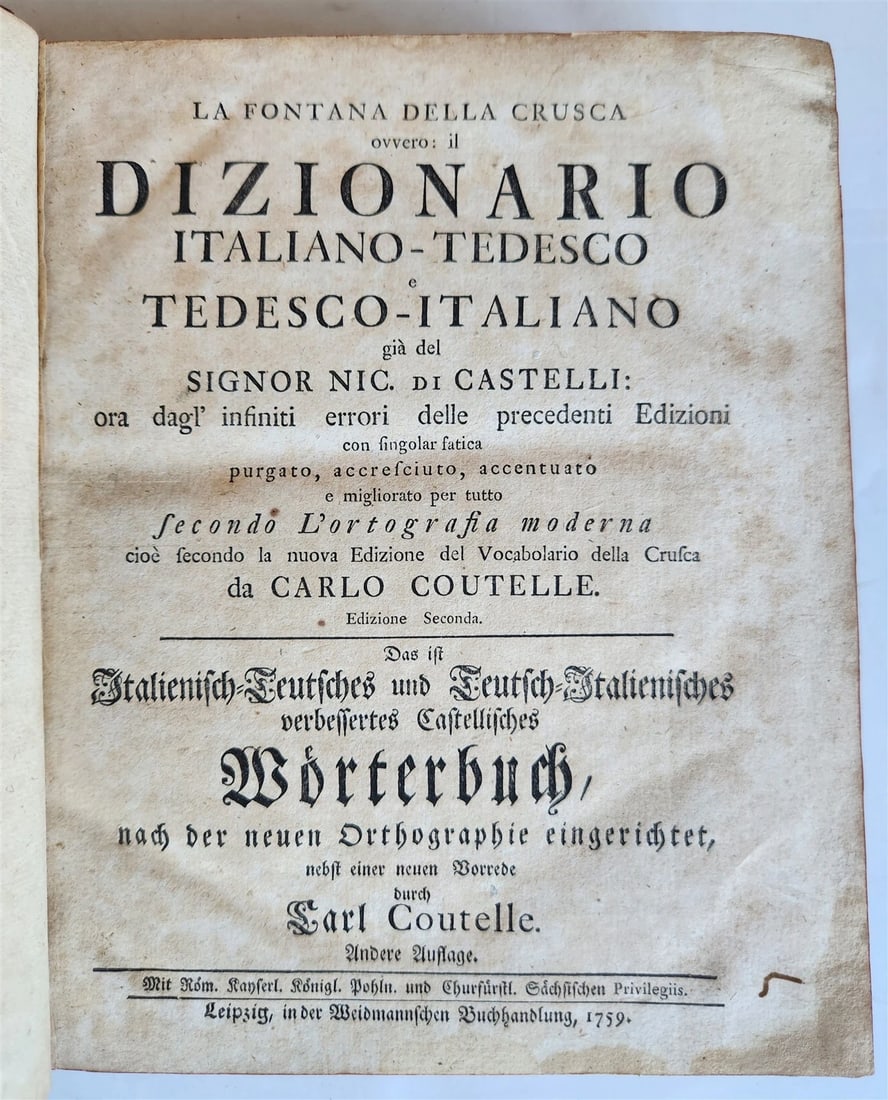 LA FONTANA DELLA CRUSCA
ovvero: il
DIZIONARIO
ITALIANO-TEDESCO
e
TEDESCO-ITALIANO
già del
SIGNOR NIC. DI CASTELLI:
ora dagl' infiniti errori delle precedenti Edizioni
con ſingolar fatica
purgato, accreſciuto, accentuato
e migliorato per tutto
ſecondo L'ortografia moderna
cioè ſecondo la nuova Edizione del Vocabolario della Cruſca
da CARLO COUTELLE.
Edizione Seconda.
Das iſt
Italieniſch-Teutſches und Teutſch-Italieniſches
verbeſſertes Caſtelliſches
Wörterbuch,
nach der neuen Orthographie eingerichtet,
nebſt einer neuen Vorrede
durch
Carl Coutelle.
Andere Auflage.
Mit Röm. Kayſerl. Königl. Pohln. und Churfürſtl. Sächſiſchen Privilegiis.
Leipzig, in der Weidmannſchen Buchhandlung, 1759.